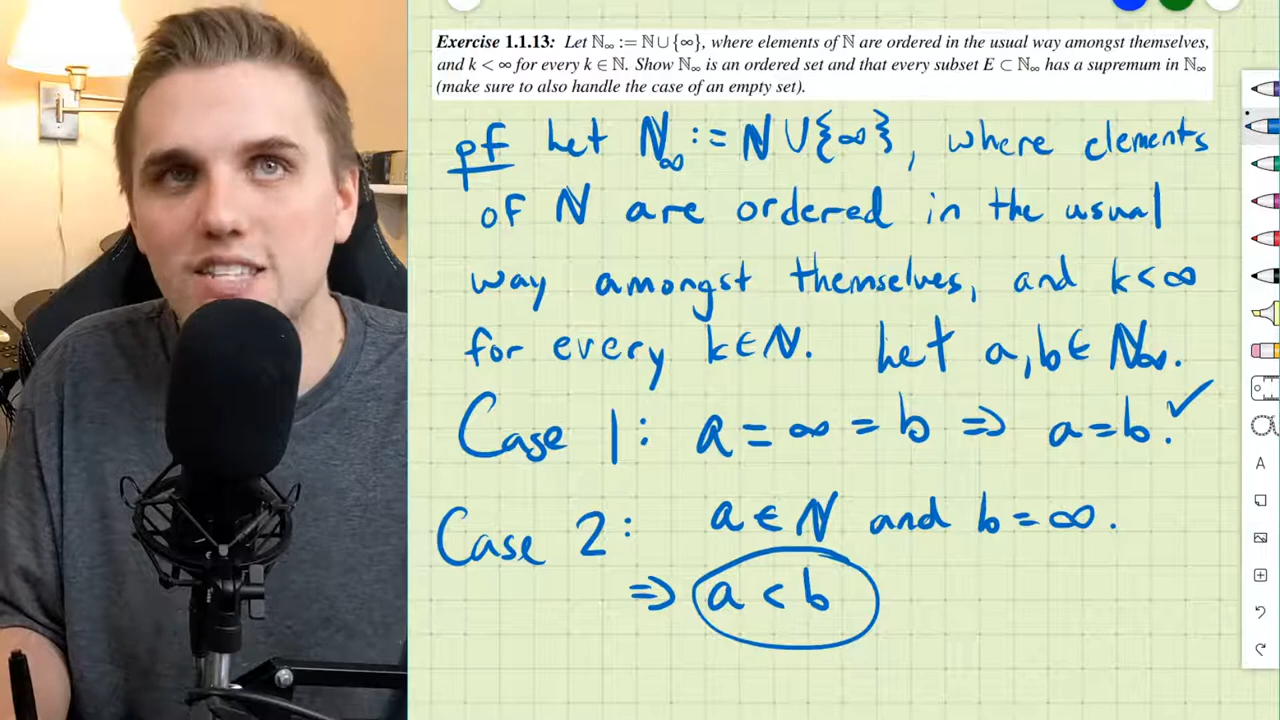 Exercise 1.1.13: Let ℕ∞ := ℕ∪{∞}, where elements of ℕ are ordered in the usual way amongst themselves,
and k < ∞ for every k ∈ ℕ. Show ℕ∞ is an ordered set and that every subset E ⊂ ℕ∞ has a supremum in ℕ∞
(make sure to also handle the case of an empty set).
pf Let ℕ∞ := ℕ ∪ {∞}, where elements
of ℕ are ordered in the usual
way amongst themselves, and k < ∞
for every k ∈ ℕ. Let a, b ∈ ℕ∞.
Case 1: a = ∞ = b ⇒ a = b. ✓
Case 2: a ∈ ℕ and b = ∞.
⇒ a < b
A